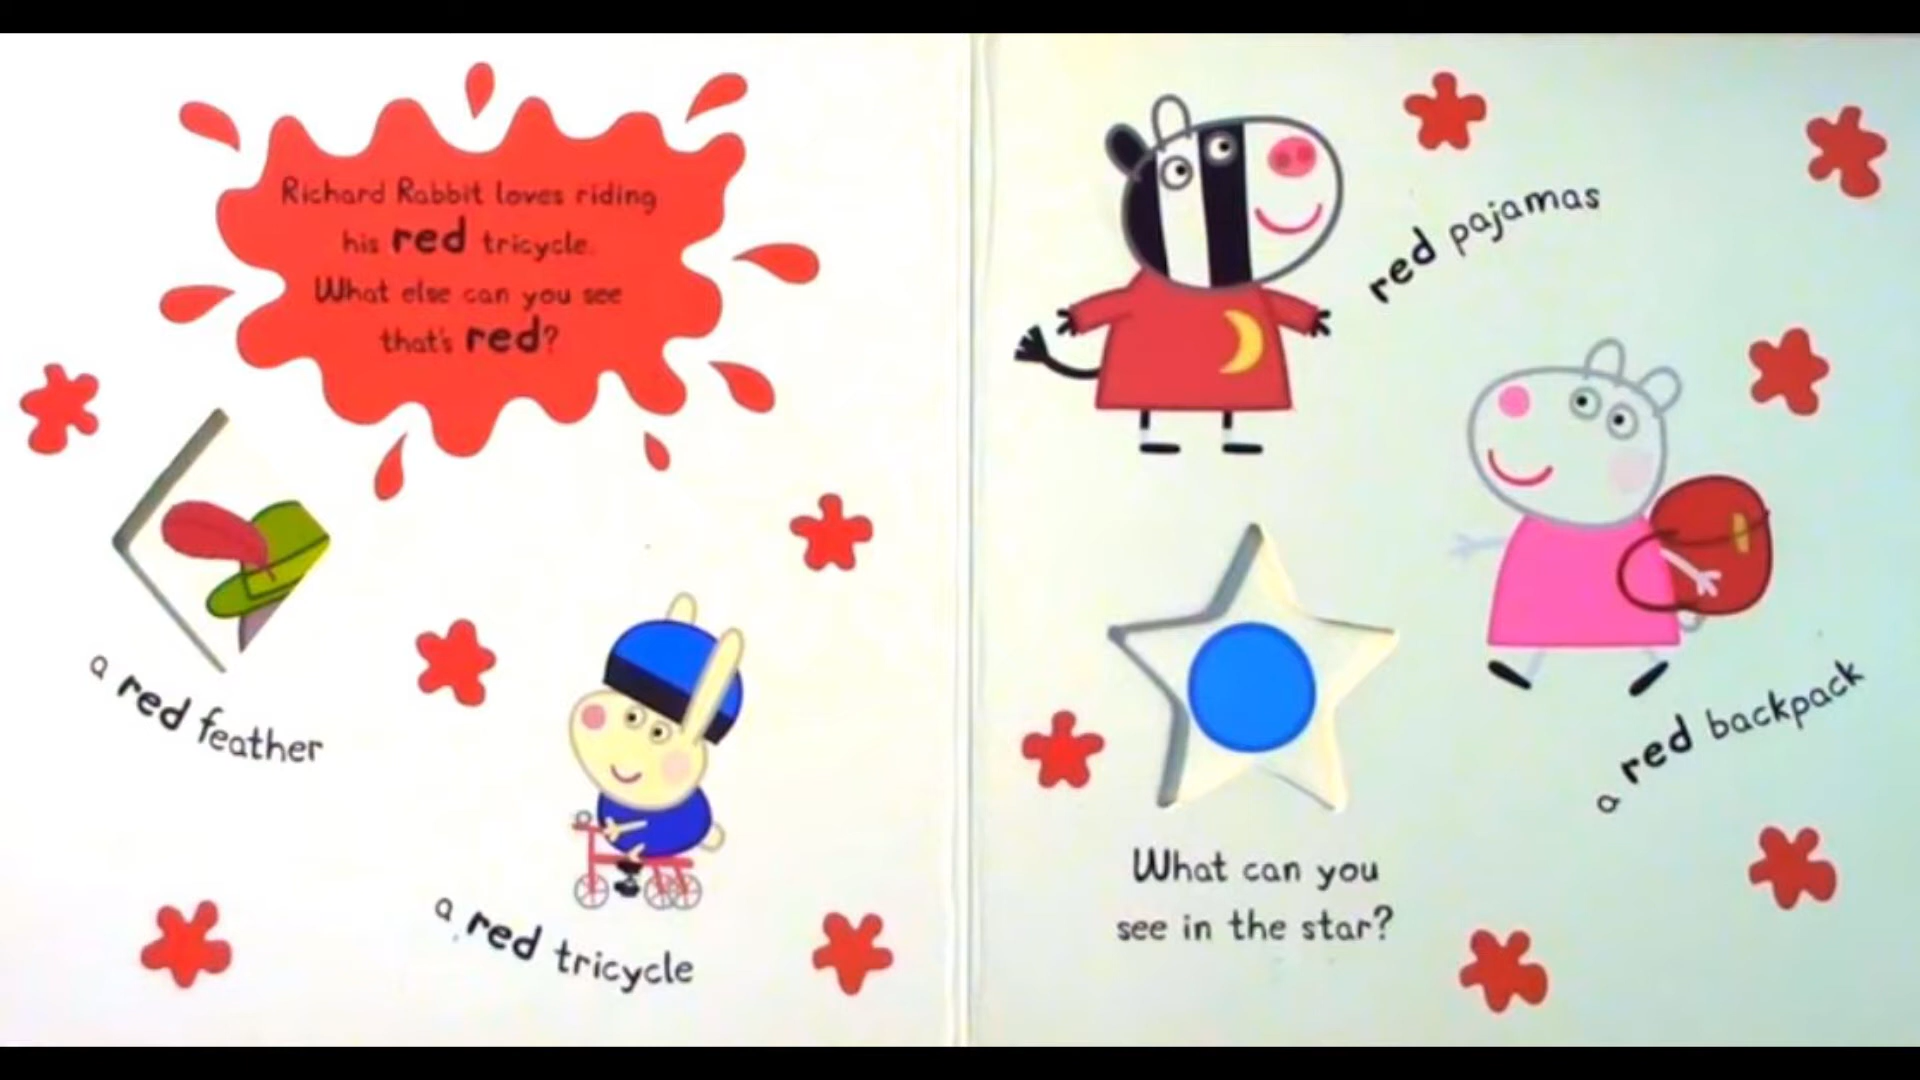 Richard Rabbit loves riding
his red tricycle.
What else can you see
that's red?
a red feather
a red tricycle
red pajamas
a red backpack
What can you
see in the star?